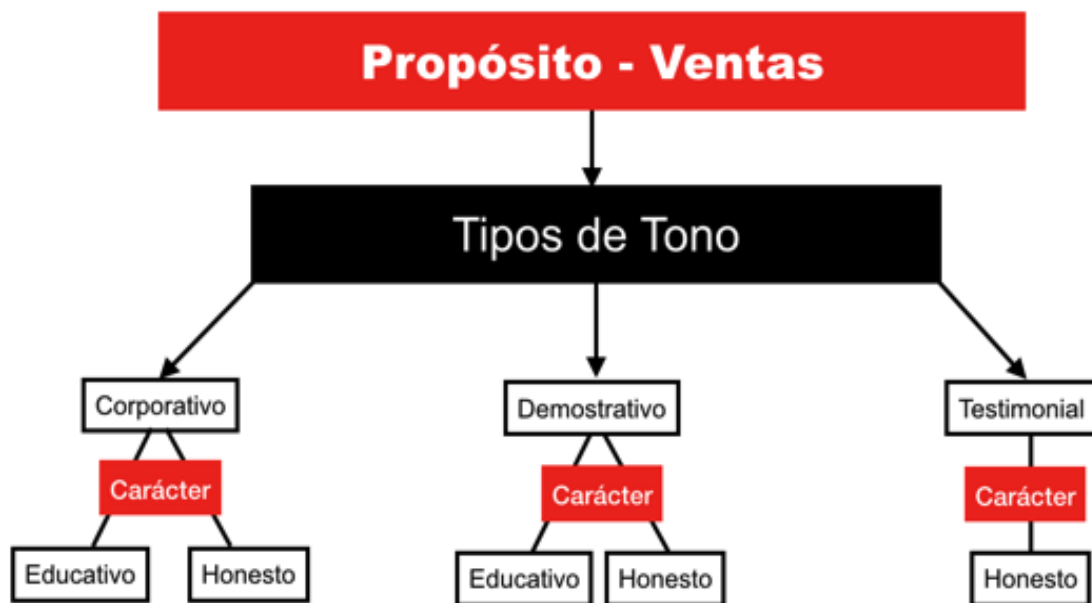 Propósito - Ventas
Tipos de Tono
Corporativo
Demostrativo
Testimonial
Carácter
Carácter
Carácter
Educativo
Honesto
Educativo
Honesto
Honesto